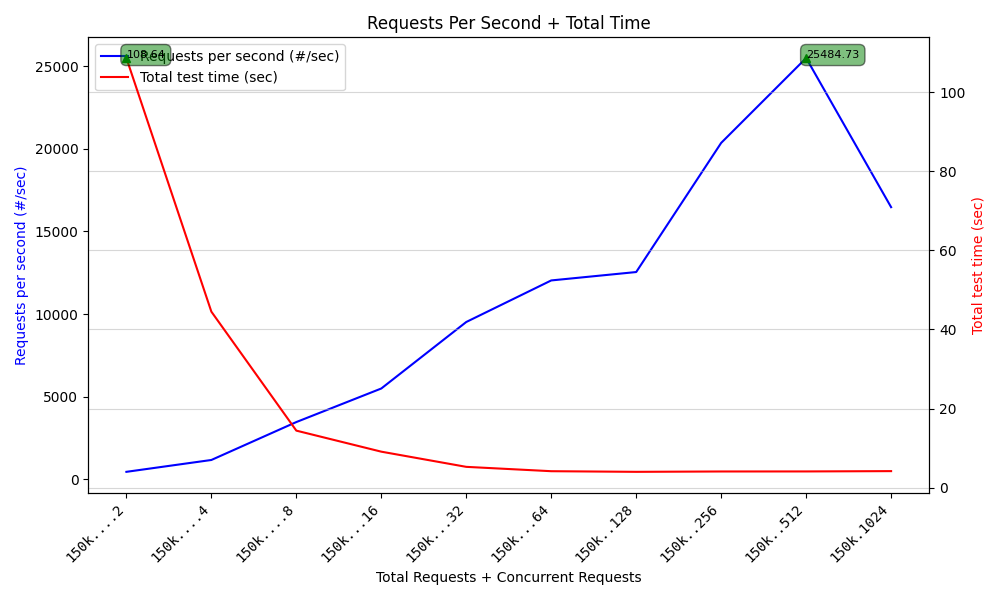 Requests Per Second + Total Time
Requests per second (#/sec)
Total test time (sec)
108.64
25484.73
25000
20000
15000
10000
5000
0
Requests per second (#/sec)
100
80
60
40
20
0
Total test time (sec)
150k....2
150k....4
150k....8
150k...16
150k...32
150k...64
150k..128
150k..256
150k..512
150k.1024
Total Requests + Concurrent Requests